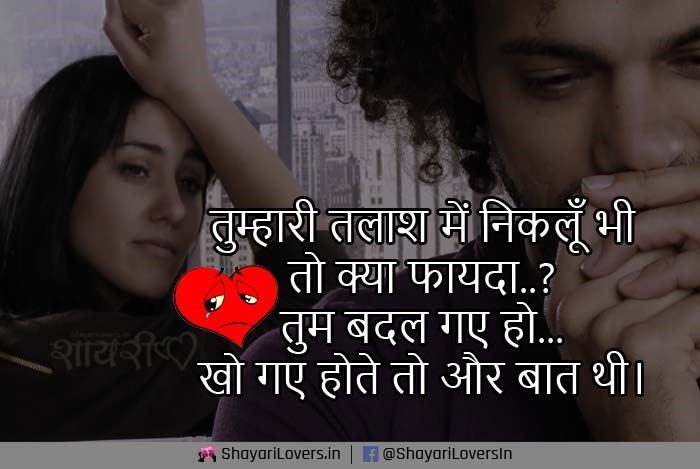 तुम्हारी तलाश में निकलूँ भी
तो क्या फायदा..?
तुम बदल गए हो...
खो गए होते तो और बात थी।
शायरी
ShayariLovers.in | @ShayariLoversIn